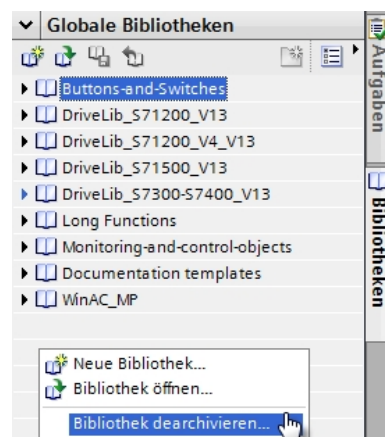 Globale Bibliotheken
Buttons-and-Switches
DriveLib_S71200_V13
DriveLib_S71200_V4_V13
DriveLib_S71500_V13
DriveLib_S7300-S7400_V13
Long Functions
Monitoring-and-control-objects
Documentation templates
WinAC_MP
Neue Bibliothek...
Bibliothek öffnen...
Bibliothek dearchivieren...
Aufgaben
Bibliotheken